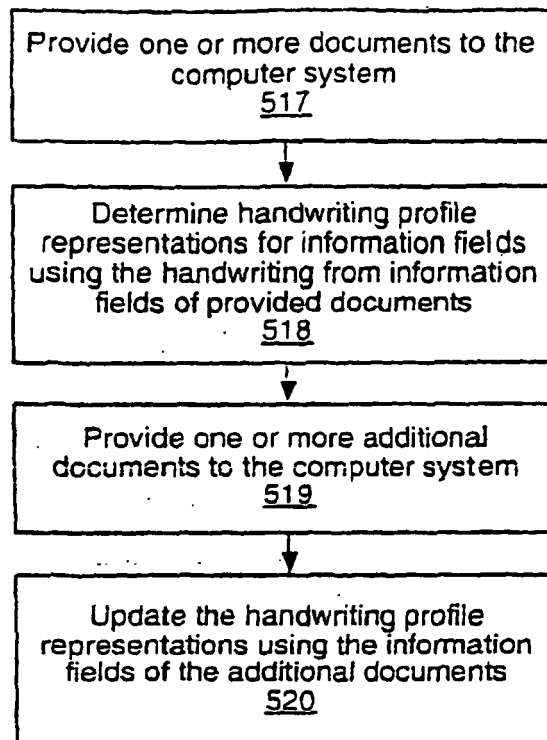 Provide one or more documents to the
computer system
517
Determine handwriting profile
representations for information fields
using the handwriting from information
fields of provided documents
518
Provide one or more additional
documents to the computer system
519
Update the handwriting profile
representations using the information
fields of the additional documents
520